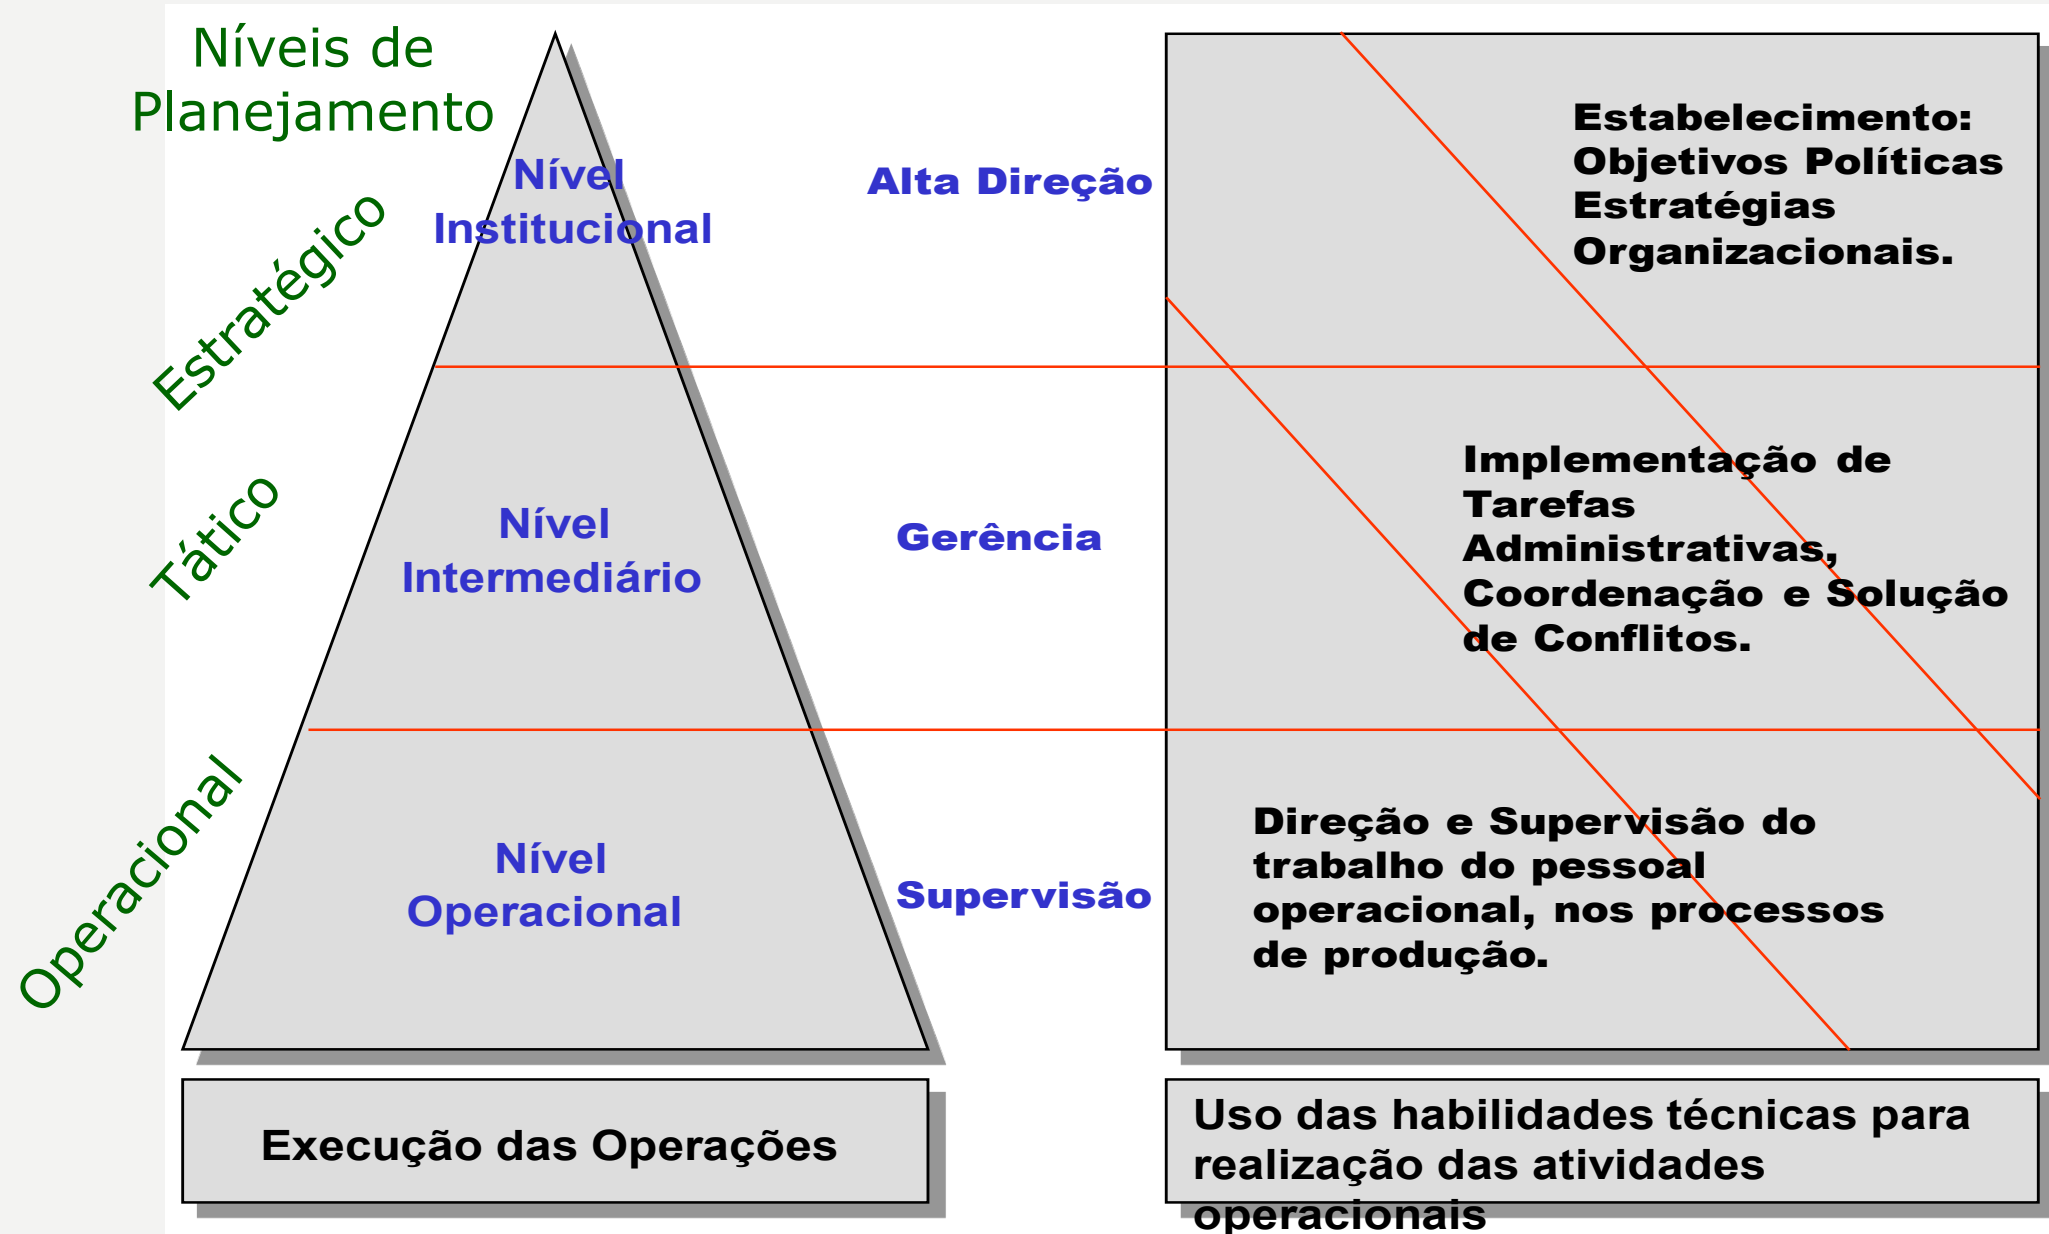 Níveis de
Planejamento
Estratégico
Nível
Institucional
Alta Direção
Estabelecimento:
Objetivos Políticas
Estratégias
Organizacionais.
Tático
Nível
Intermediário
Gerência
Implementação de
Tarefas
Administrativas,
Coordenação e Solução
de Conflitos.
Operacional
Nível
Operacional
Supervisão
Direção e Supervisão do
trabalho do pessoal
operacional, nos processos
de produção.
Execução das Operações
Uso das habilidades técnicas para
realização das atividades
operacionais